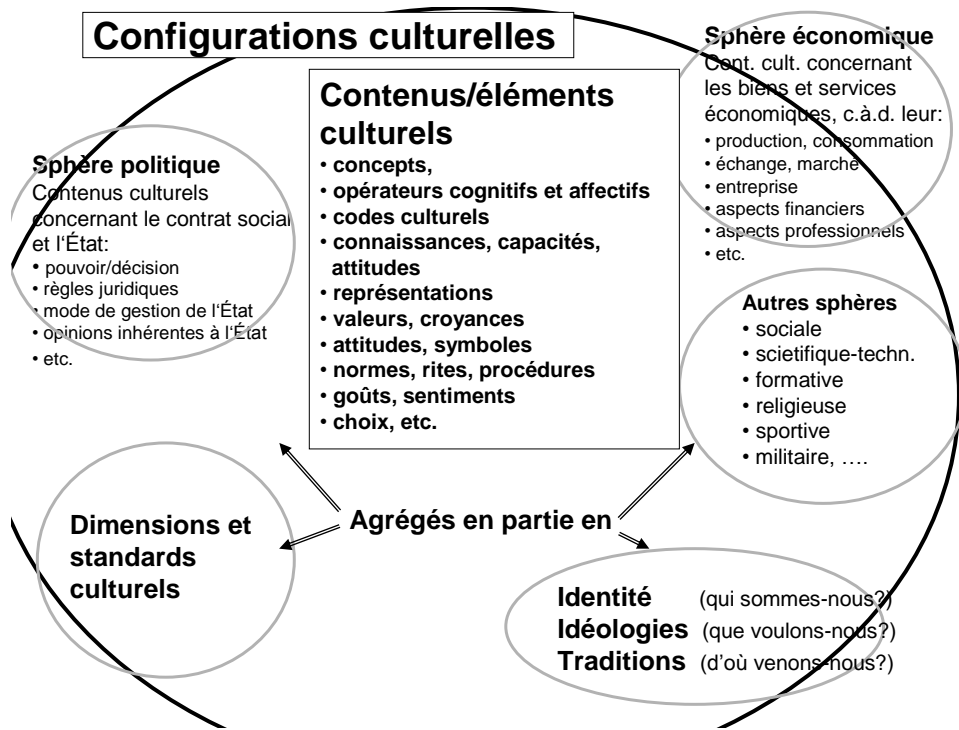 Configurations culturelles
Contenus/éléments
culturels
• concepts,
• opérateurs cognitifs et affectifs
• codes culturels
• connaissances, capacités,
attitudes
• représentations
• valeurs, croyances
• attitudes, symboles
• normes, rites, procédures
• goûts, sentiments
• choix, etc.
Sphère économique
Cont. cult. concernant
les biens et services
économiques, c.à.d. leur:
• production, consommation
• échange, marché
• entreprise
• aspects financiers
• aspects professionnels
• etc.
Sphère politique
Contenus culturels
concernant le contrat social
et l‘État:
• pouvoir/décision
• règles juridiques
• mode de gestion de l‘État
• opinions inhérentes à l‘État
• etc.
Autres sphères
• sociale
• scietifique-techn.
• formative
• religieuse
• sportive
• militaire, ….
Agrégés en partie en
Dimensions et
standards
culturels
Identité (qui sommes-nous?)
Idéologies (que voulons-nous?)
Traditions (d’où venons-nous?)